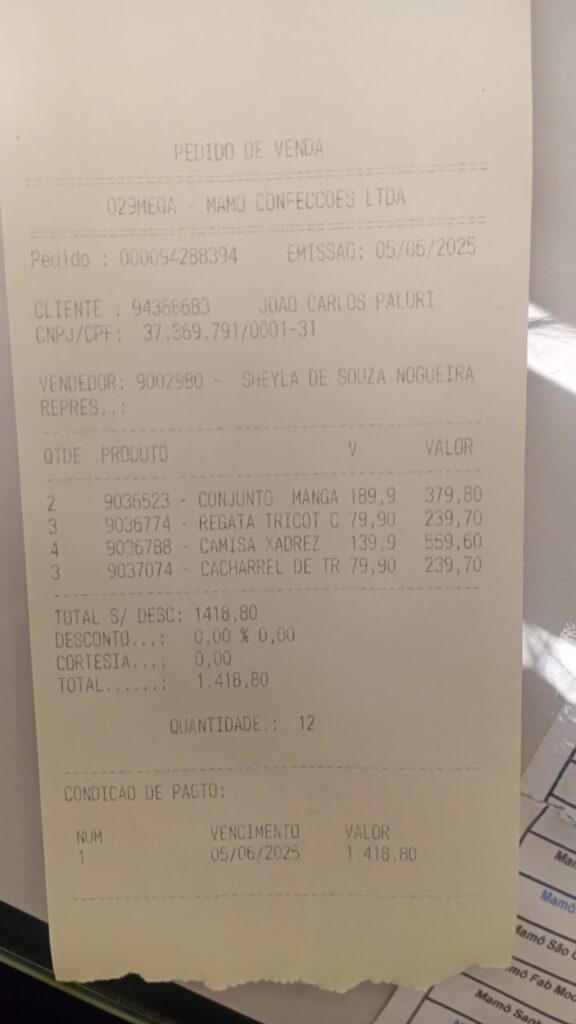 PEDIDO DE VENDA
029MEGA - MAMO CONFECCOES LTDA
Pedido : 000094288394 EMISSAO: 05/06/2025
CLIENTE : 94368683 JOAO CARLOS PALURI
CNPJ/CPF: 37.369.791/0001-31
VENDEDOR: 9002980 - SHEYLA DE SOUZA NOGUEIRA
REPRES..:
QTDE PRODUTO V VALOR
2 9036523 - CONJUNTO MANGA 189,9 379,80
3 9036774 - REGATA TRICOT C 79,90 239,70
4 9036788 - CAMISA XADREZ 139,9 559,60
3 9037074 - CACHARREL DE TR 79,90 239,70
TOTAL S/ DESC: 1418,80
DESCONTO...: 0,00 % 0,00
CORTESIA...: 0,00
TOTAL......: 1.418,80
QUANTIDADE.: 12
CONDICAO DE PAGTO:
NUM VENCIMENTO VALOR
1 05/06/2025 1.418,80
Mam
Mamô
Mamô São
mô Fab Moo
Mamô Sant